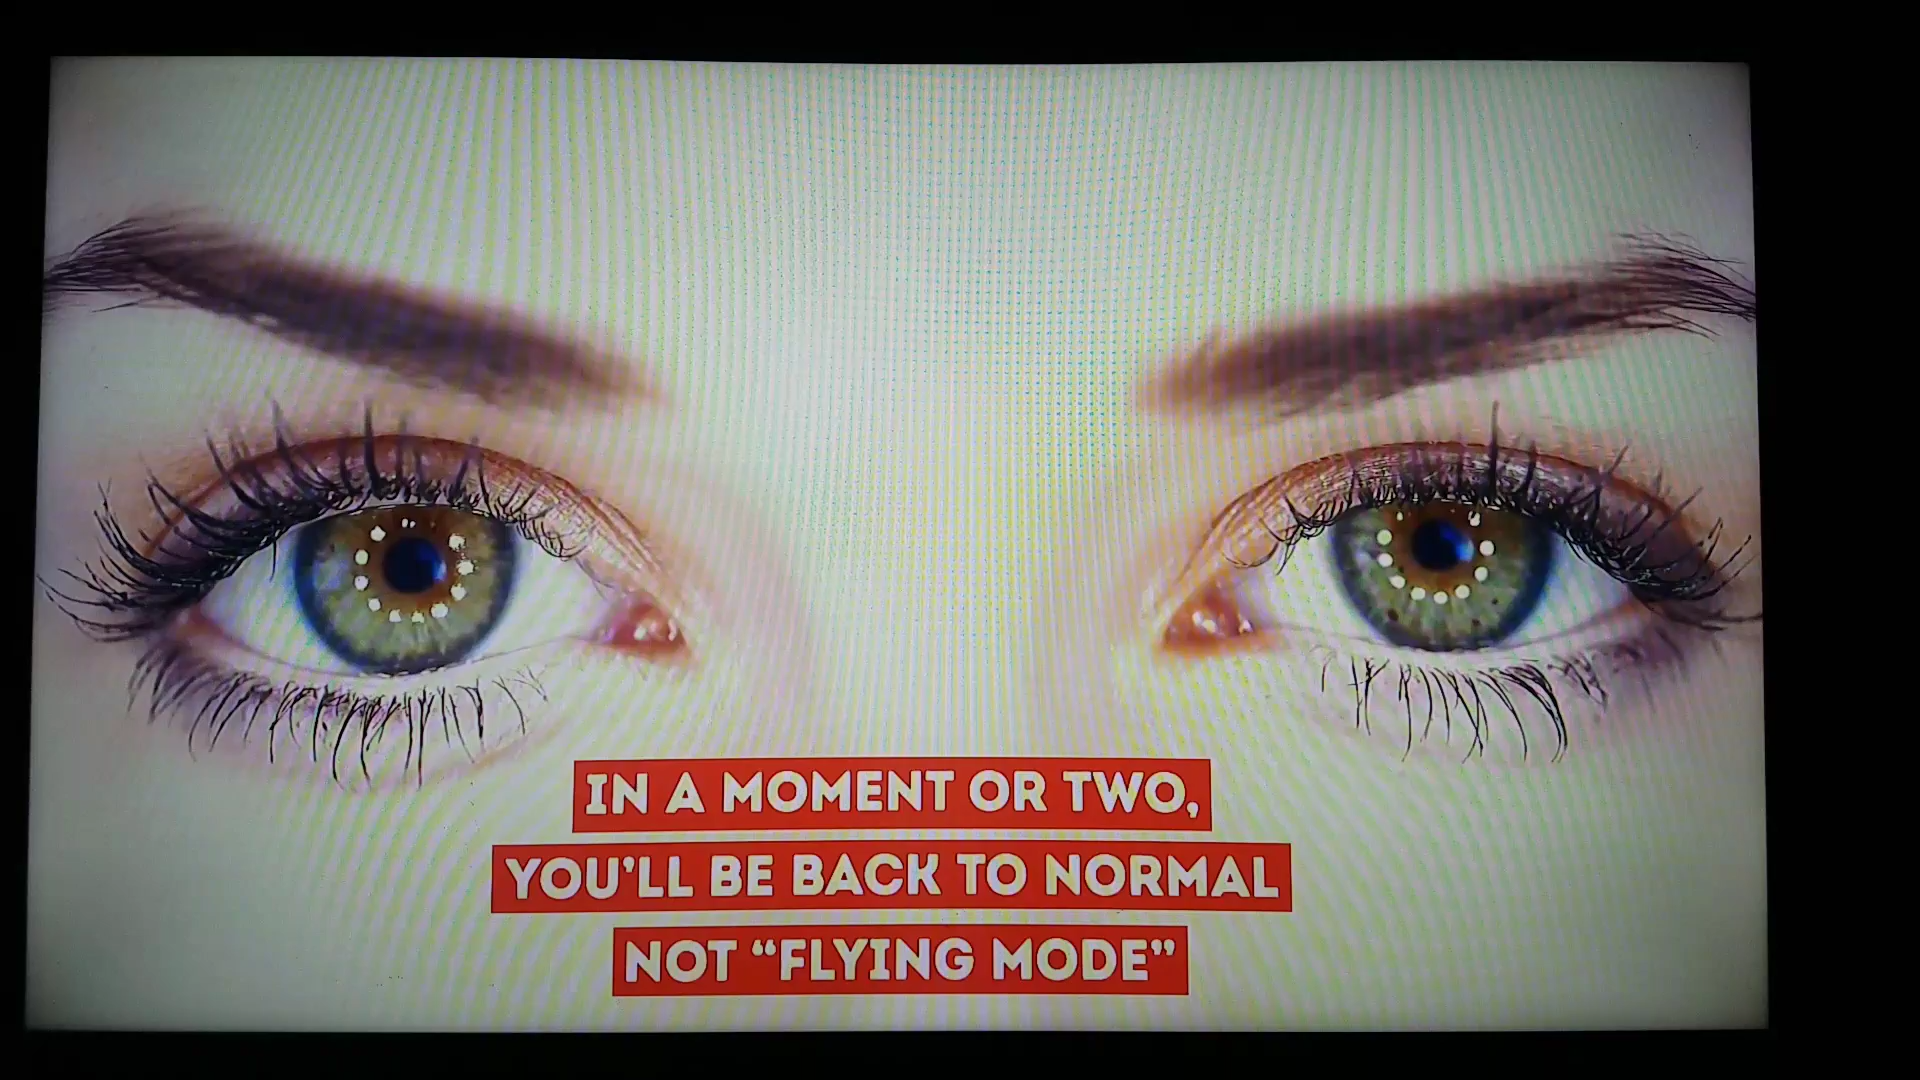 IN A MOMENT OR TWO,
YOU’LL BE BACK TO NORMAL
NOT “FLYING MODE”